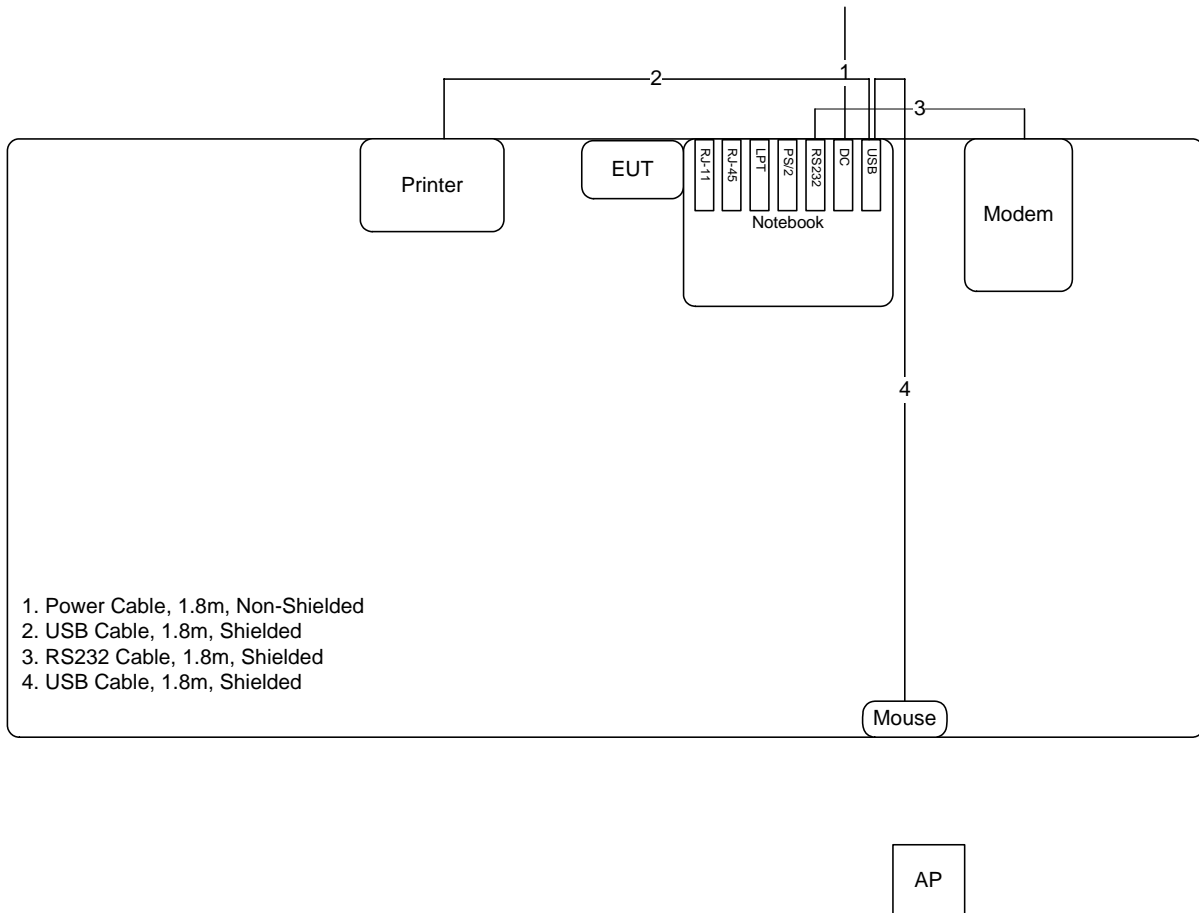 1
2
3
Printer
EUT
RJ-11
RJ-45
LPT
PS/2
RS232
DC
USB
Notebook
Modem
4
1. Power Cable, 1.8m, Non-Shielded
2. USB Cable, 1.8m, Shielded
3. RS232 Cable, 1.8m, Shielded
4. USB Cable, 1.8m, Shielded
Mouse
AP